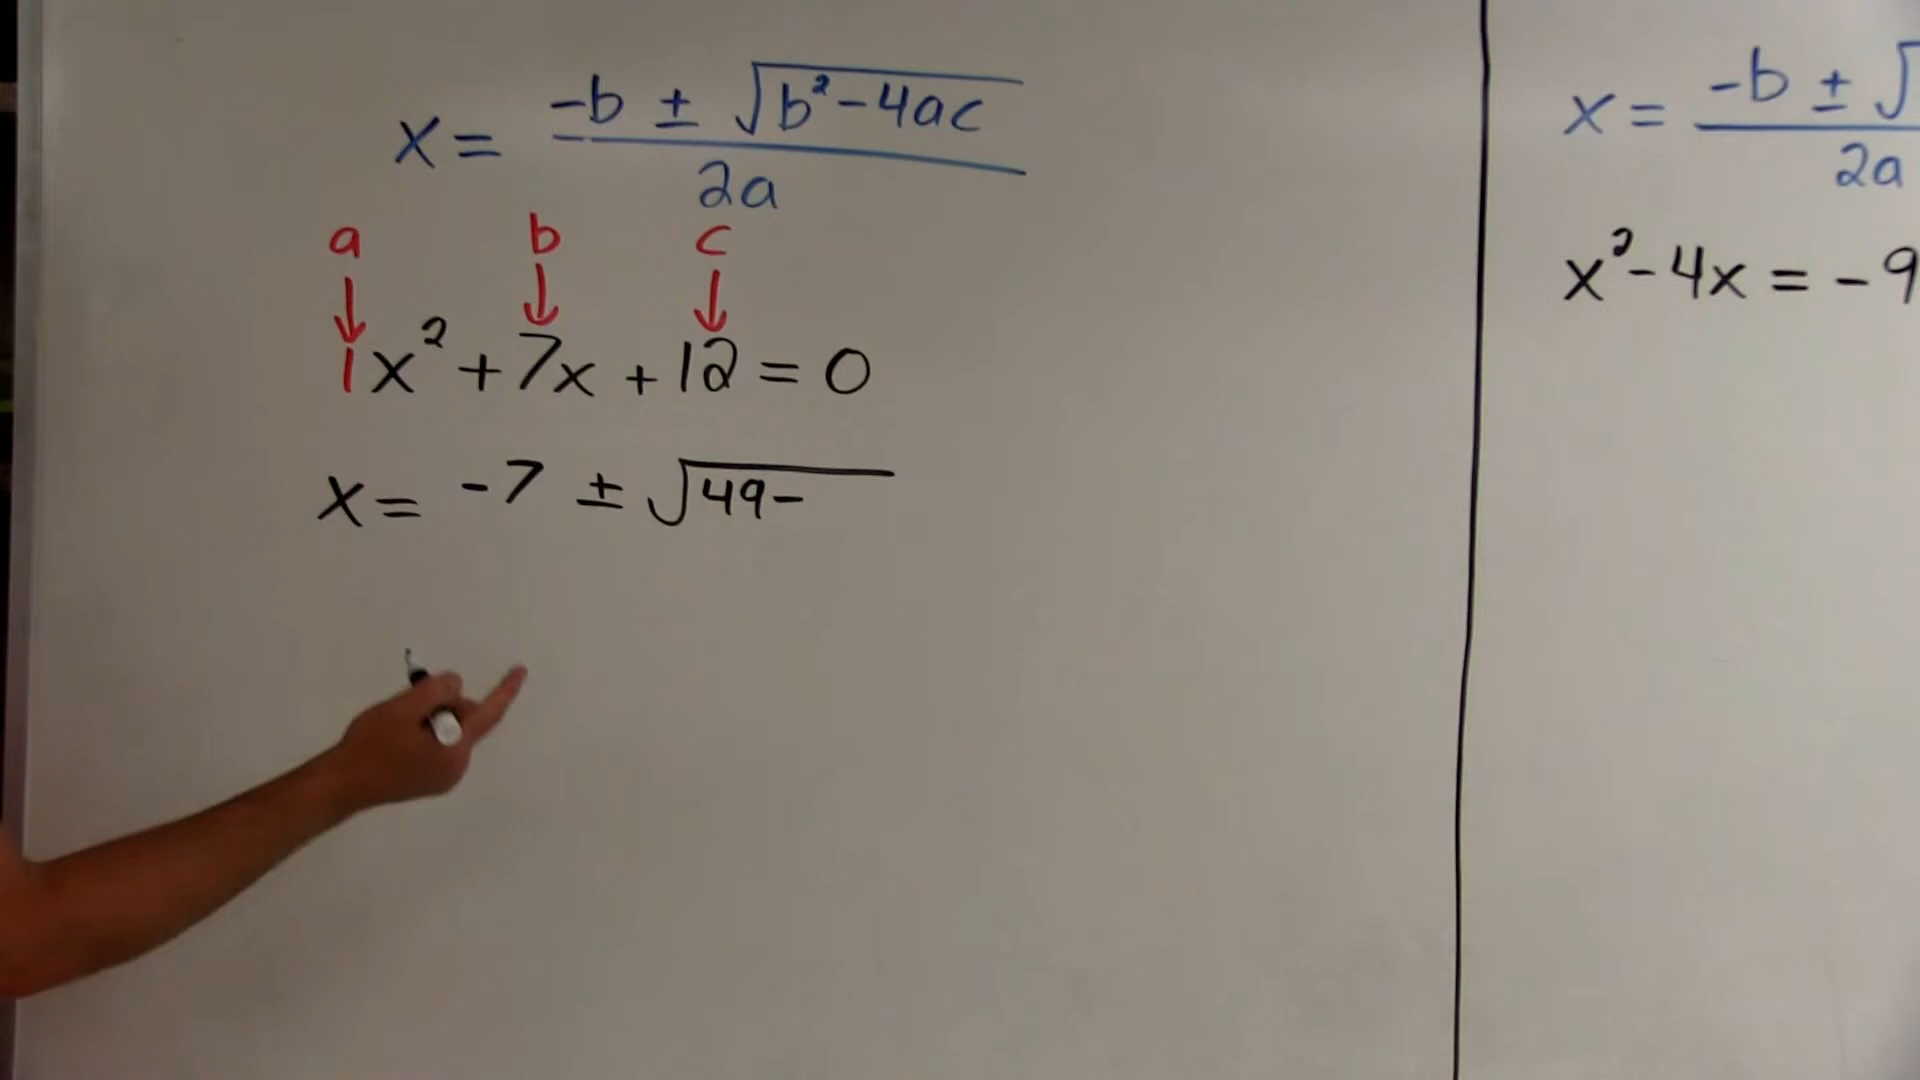 x = -b ± √b² - 4ac
2a
a b c
1x² + 7x + 12 = 0
x = -7 ± √49 -
x = -b ± √
2a
x² - 4x = -9